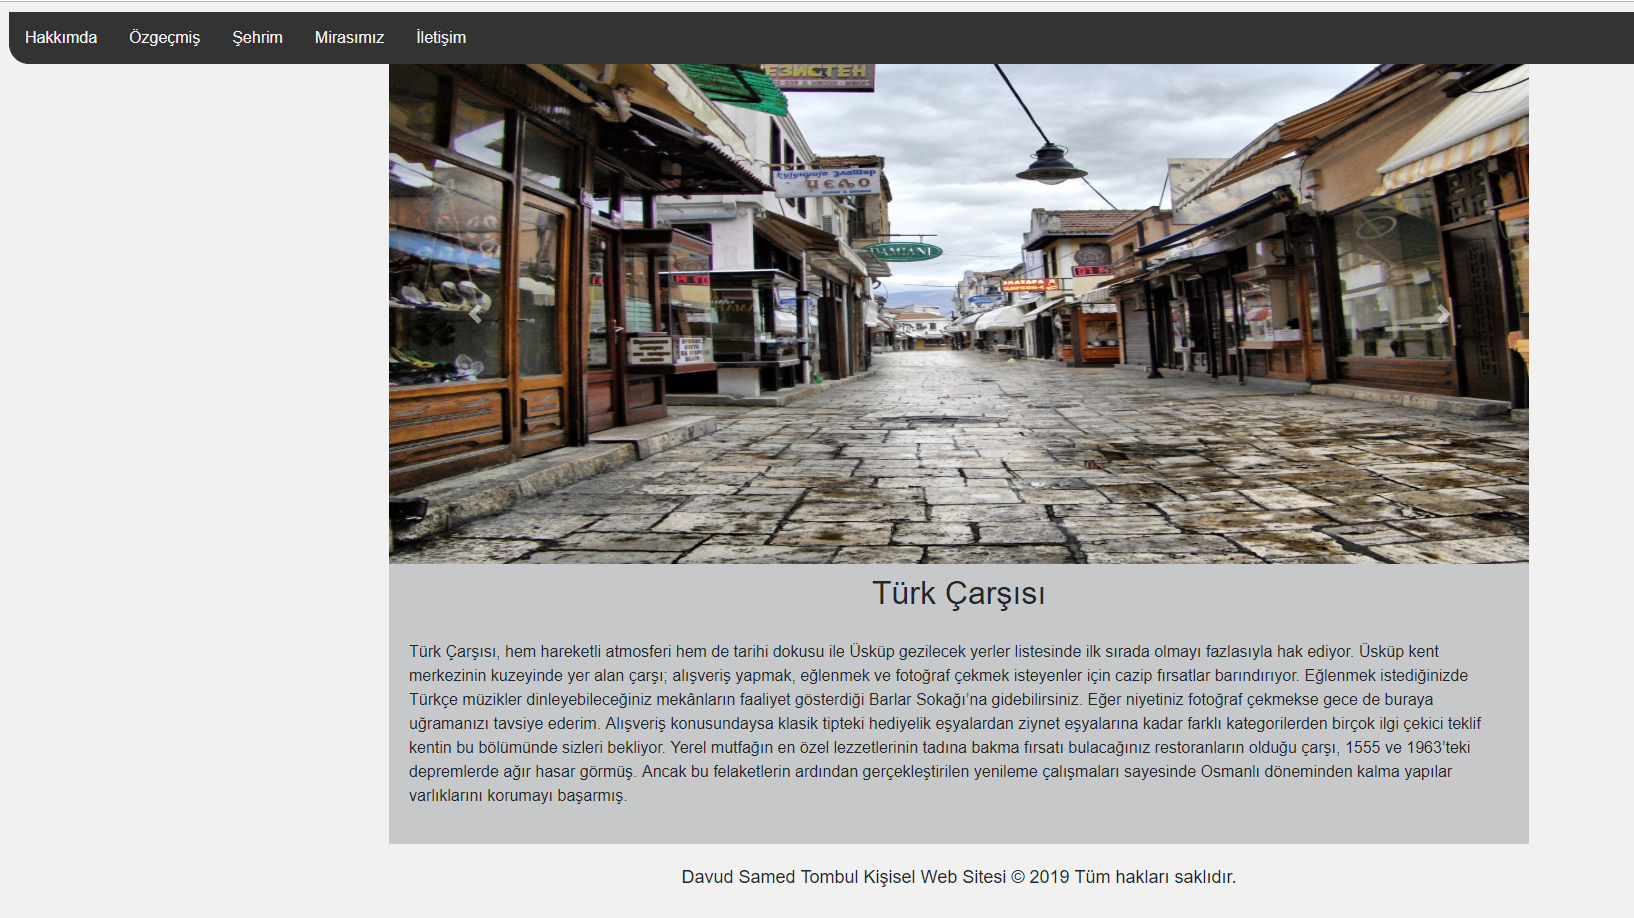 Hakkımda Özgeçmiş Şehrim Mirasımız İletişim
ЕЗИСТЕН
кујунџија Златар
ЧЕЉО
DAMIANI
ЗЛАТАРА
Türk Çarşısı
Türk Çarşısı, hem hareketli atmosferi hem de tarihi dokusu ile Üsküp gezilecek yerler listesinde ilk sırada olmayı fazlasıyla hak ediyor. Üsküp kent
merkezinin kuzeyinde yer alan çarşı; alışveriş yapmak, eğlenmek ve fotoğraf çekmek isteyenler için cazip fırsatlar barındırıyor. Eğlenmek istediğinizde
Türkçe müzikler dinleyebileceğiniz mekânların faaliyet gösterdiği Barlar Sokağı’na gidebilirsiniz. Eğer niyetiniz fotoğraf çekmekse gece de buraya
uğramanızı tavsiye ederim. Alışveriş konusundaysa klasik tipteki hediyelik eşyalardan ziynet eşyalarına kadar farklı kategorilerden birçok ilgi çekici teklif
kentin bu bölümünde sizleri bekliyor. Yerel mutfağın en özel lezzetlerinin tadına bakma fırsatı bulacağınız restoranların olduğu çarşı, 1555 ve 1963’teki
depremlerde ağır hasar görmüş. Ancak bu felaketlerin ardından gerçekleştirilen yenileme çalışmaları sayesinde Osmanlı döneminden kalma yapılar
varlıklarını korumayı başarmış.
Davud Samed Tombul Kişisel Web Sitesi © 2019 Tüm hakları saklıdır.